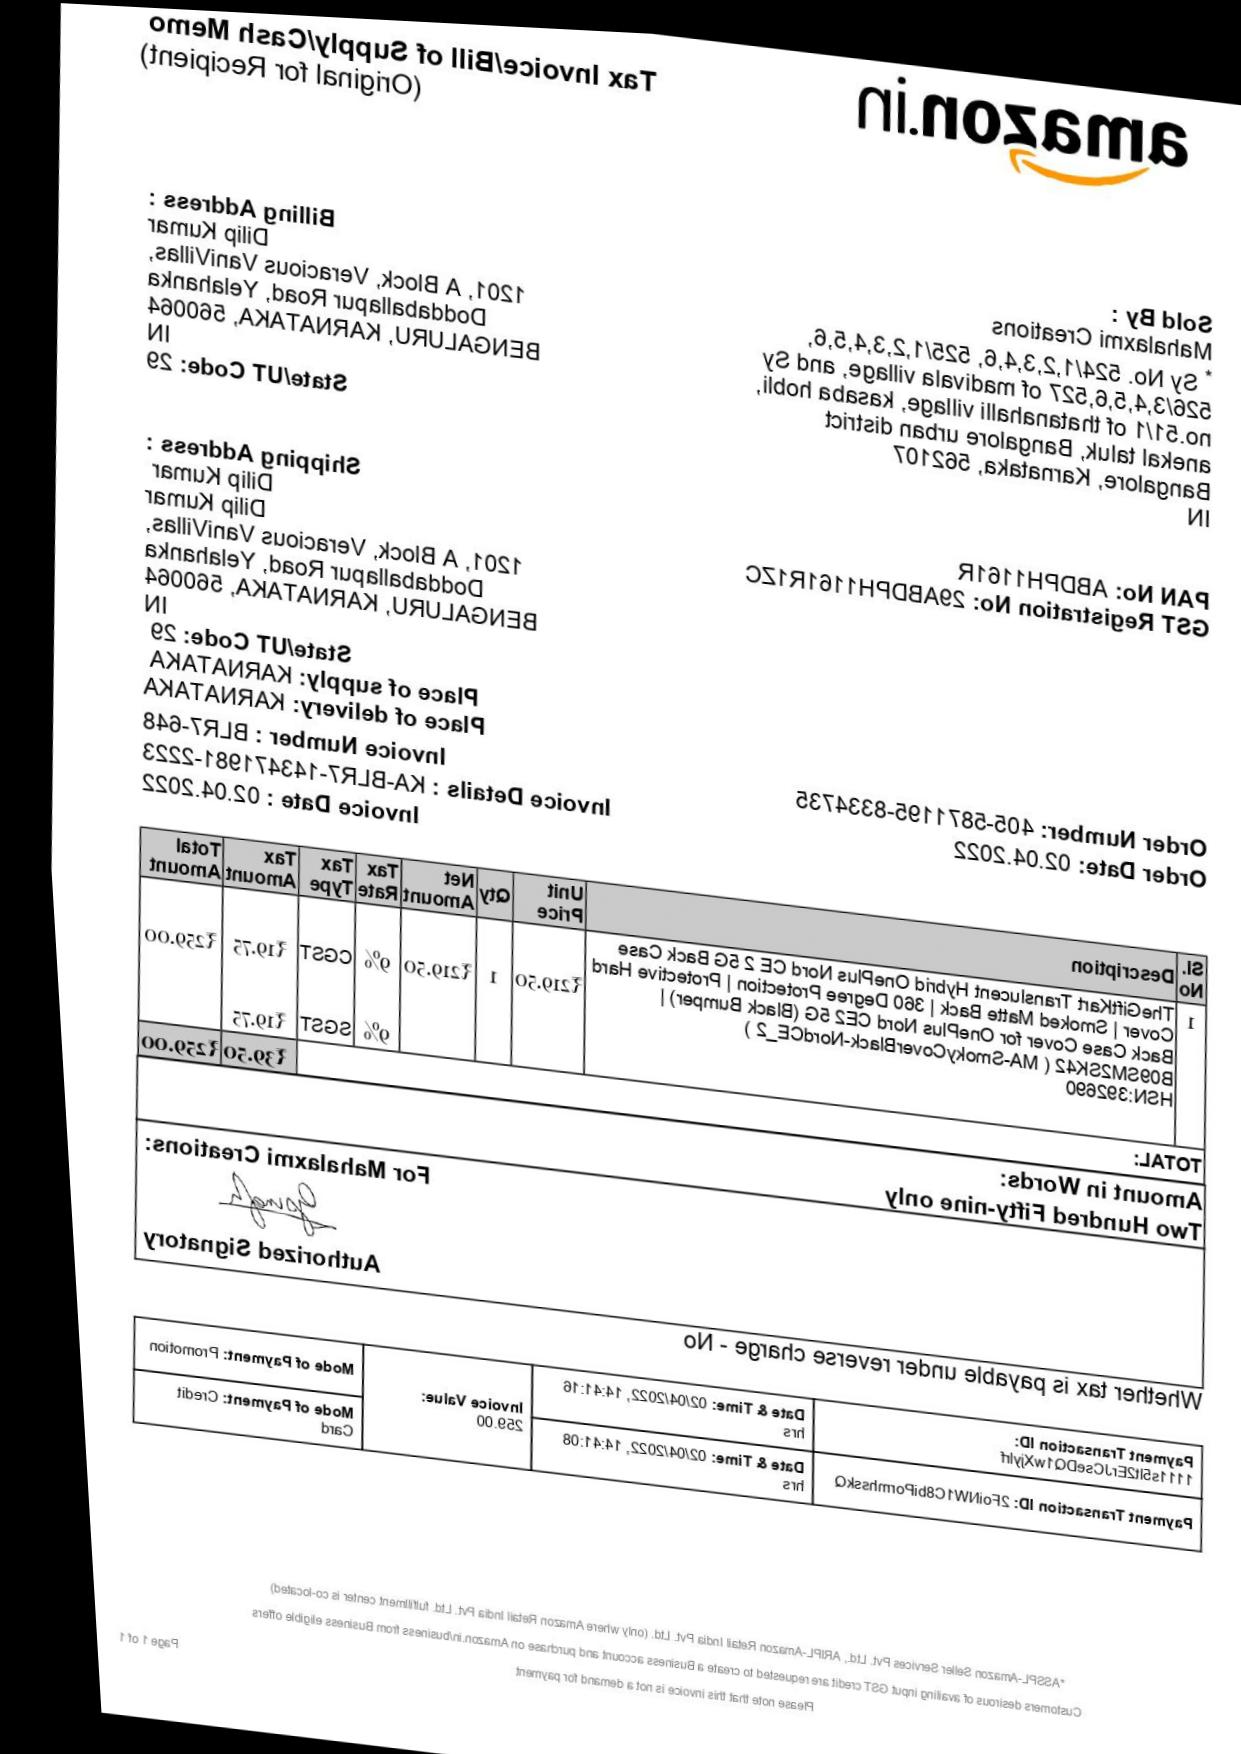 amazon.in
Tax Invoice/Bill of Supply/Cash Memo
(Original for Recipient)
Sold By :
Mahalaxmi Creations
* Sy No. 524/1,2,3,4,6, 525/1,2,3,4,5,6,
526/3,4,5,6,527 of madivala village, and Sy
no.51/1 of thatanahalli village, kasaba hobli,
anekal taluk, Bangalore urban district
Bangalore, Karnataka, 562107
IN
PAN No: ABDPH1161R
GST Registration No: 29ABDPH1161R1ZC
Order Number: 405-5871195-8334735
Order Date: 02.04.2022
Billing Address :
Dilip Kumar
1201, A Block, Veracious VaniVillas,
Doddaballapur Road, Yelahanka
BENGALURU, KARNATAKA, 560064
IN
State/UT Code: 29
Shipping Address :
Dilip Kumar
Dilip Kumar
1201, A Block, Veracious VaniVillas,
Doddaballapur Road, Yelahanka
BENGALURU, KARNATAKA, 560064
IN
State/UT Code: 29
Place of supply: KARNATAKA
Place of delivery: KARNATAKA
Invoice Number : BLR7-648
Invoice Details : KA-BLR7-143471981-2223
Invoice Date : 02.04.2022
Sl. No Description Unit Price Qty Net Amount Tax Rate Tax Type Tax Amount Total Amount
1 TheGiftKart Translucent Hybrid OnePlus Nord CE 2 5G Back Case ₹219.50 1 ₹219.50 9% CGST ₹19.75 ₹259.00
Cover | Smoked Matte Back | 360 Degree Protection | Protective Hard
Back Case Cover for OnePlus Nord CE2 5G (Black Bumper) | 9% SGST ₹19.75
B09SM2SK42 ( MA-SmokyCoverBlack-NordCE_2 )
HSN:392690
TOTAL: ₹39.50 ₹259.00
Amount in Words:
Two Hundred Fifty-nine only
For Mahalaxmi Creations:
Authorized Signatory
Whether tax is payable under reverse charge - No
Payment Transaction ID: Date & Time: 02/04/2022, 14:41:16 Invoice Value: Mode of Payment: Promotion
1111s5lt2ErJCseDQ1wXjyIrf hrs 259.00
Payment Transaction ID: 2FoiNW1C8biPormhsskQ Date & Time: 02/04/2022, 14:41:08 Mode of Payment: Credit
hrs Card
*ASSPL-Amazon Seller Services Pvt. Ltd., ARIPL-Amazon Retail India Pvt. Ltd. (only where Amazon Retail India Pvt. Ltd. fulfillment center is co-located)
Customers desirous of availing input GST credit are requested to create a Business account and purchase on Amazon.in/business from Business eligible offers
Please note that this invoice is not a demand for payment
Page 1 of 1